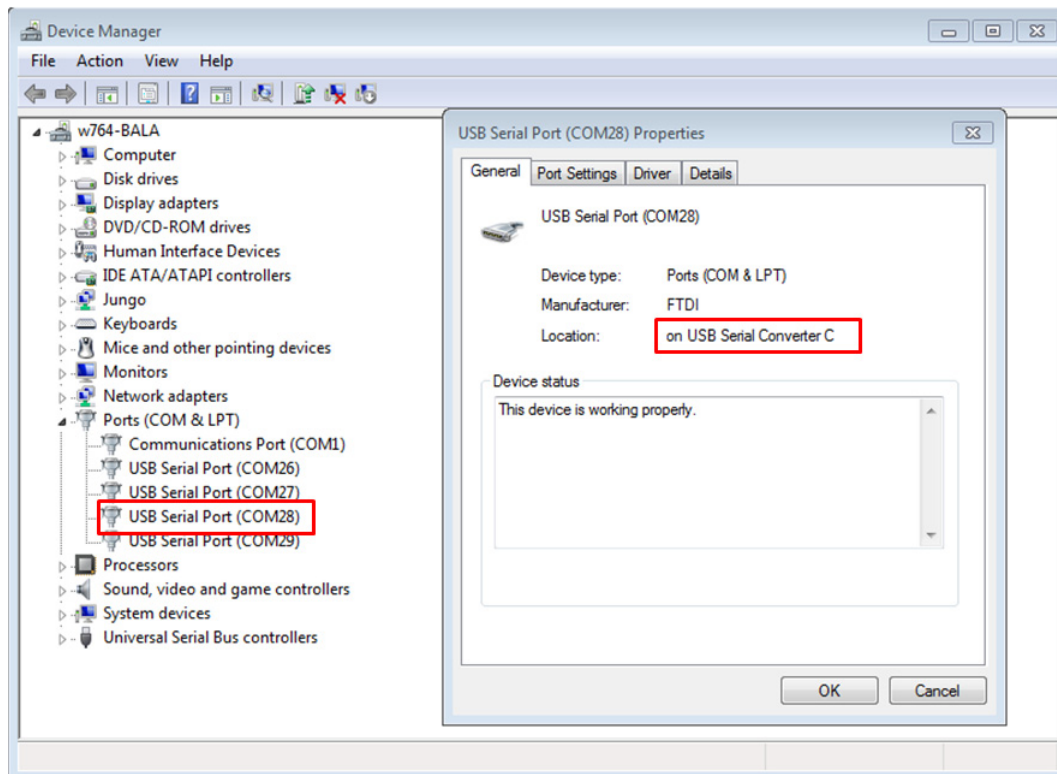 Device Manager
File Action View Help
w764-BALA
Computer
Disk drives
Display adapters
DVD/CD-ROM drives
Human Interface Devices
IDE ATA/ATAPI controllers
Jungo
Keyboards
Mice and other pointing devices
Monitors
Network adapters
Ports (COM & LPT)
Communications Port (COM1)
USB Serial Port (COM26)
USB Serial Port (COM27)
USB Serial Port (COM28)
USB Serial Port (COM29)
Processors
Sound, video and game controllers
System devices
Universal Serial Bus controllers
USB Serial Port (COM28) Properties
General Port Settings Driver Details
USB Serial Port (COM28)
Device type: Ports (COM & LPT)
Manufacturer: FTDI
Location: on USB Serial Converter C
Device status
This device is working properly.
OK Cancel